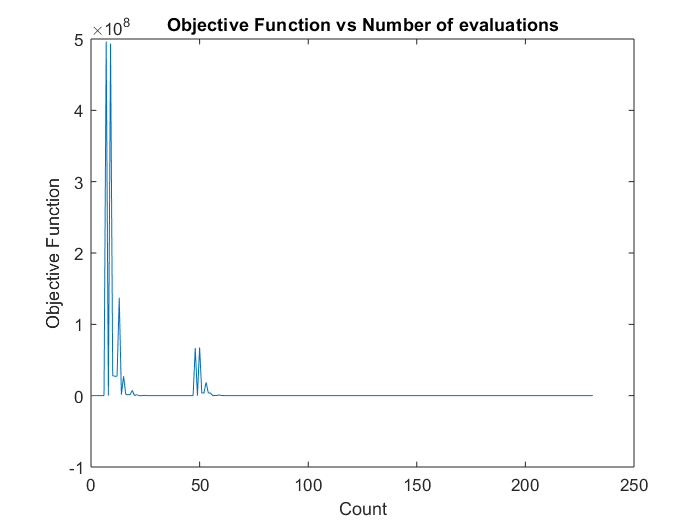 Objective Function vs Number of evaluations
×10⁸
5
4
3
2
1
0
-1
Objective Function
0 50 100 150 200 250
Count